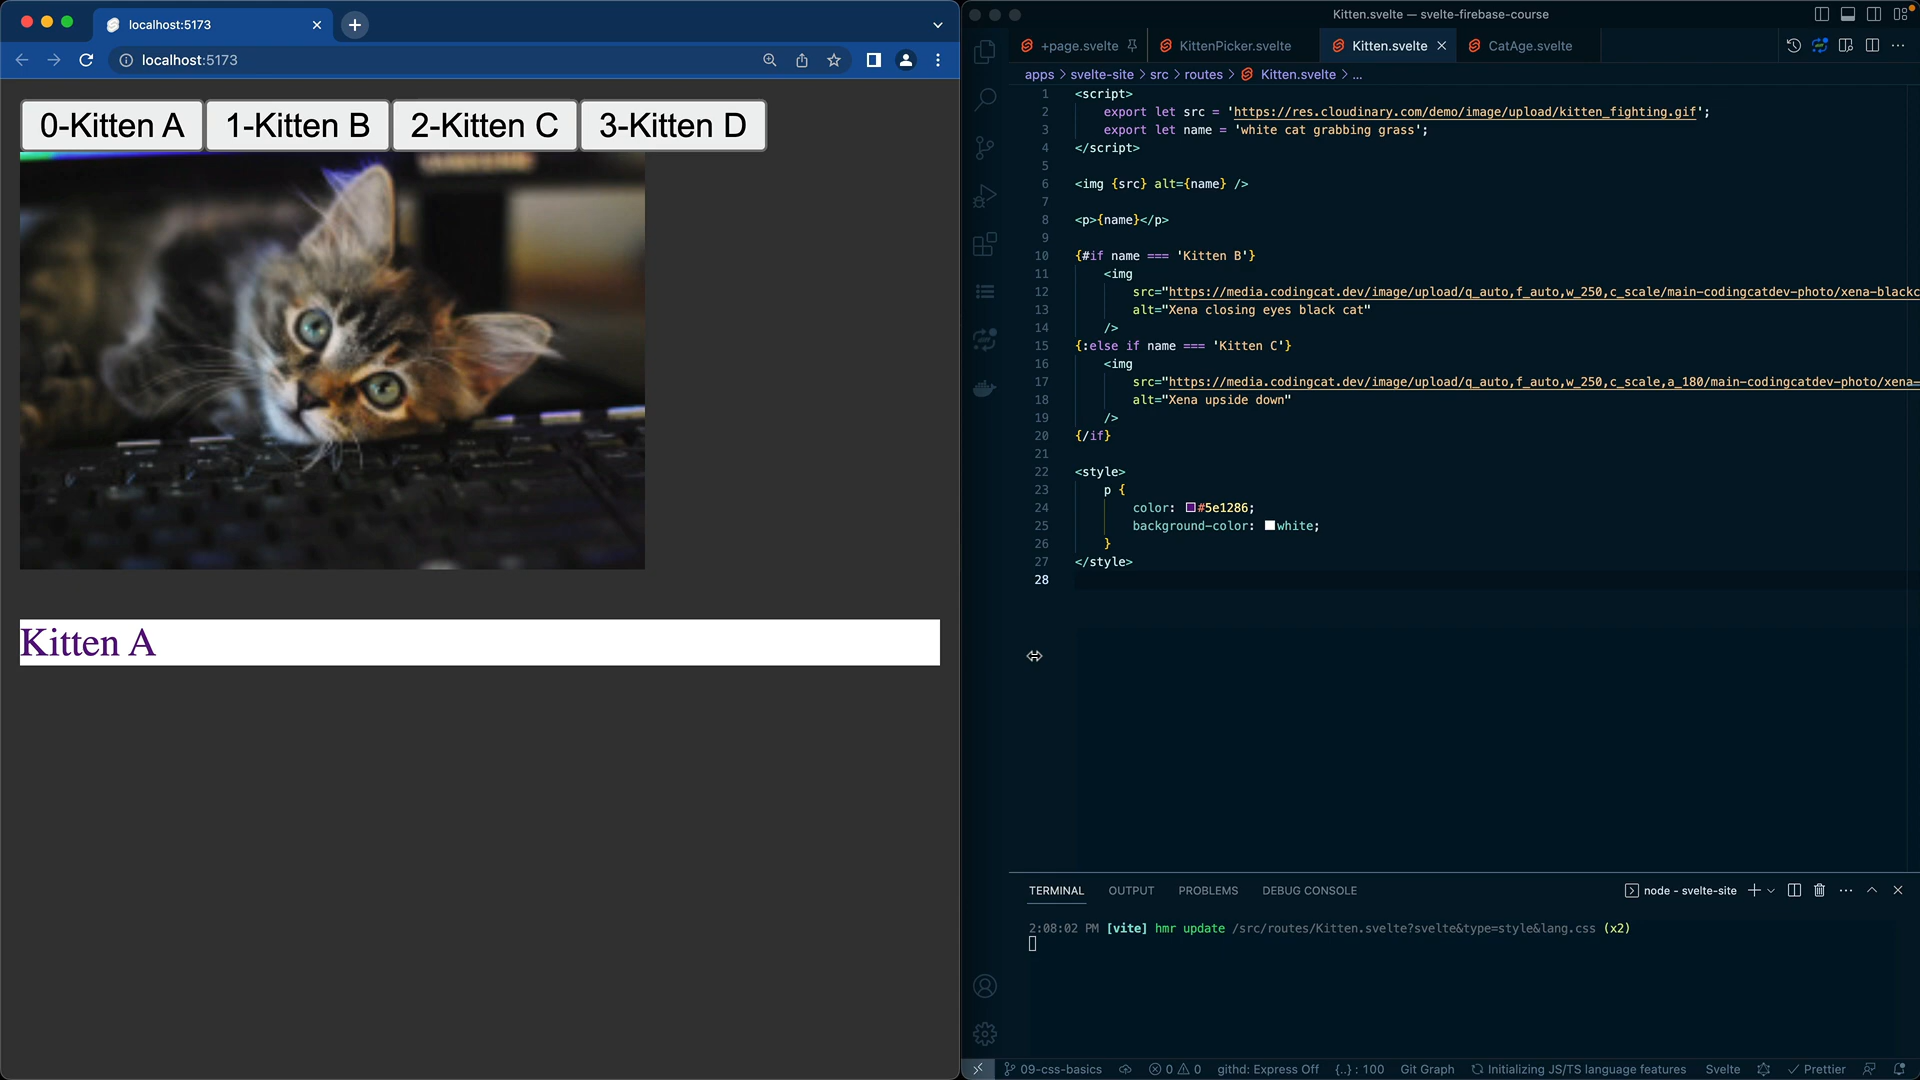 localhost:5173
localhost:5173
0-Kitten A
1-Kitten B
2-Kitten C
3-Kitten D
Kitten A
Kitten.svelte — svelte-firebase-course
+page.svelte
KittenPicker.svelte
Kitten.svelte
CatAge.svelte
apps > svelte-site > src > routes > Kitten.svelte > ...
1 <script>
2 export let src = 'https://res.cloudinary.com/demo/image/upload/kitten_fighting.gif';
3 export let name = 'white cat grabbing grass';
4 </script>
5
6 <img {src} alt={name} />
7
8 <p>{name}</p>
9
10 {#if name === 'Kitten B'}
11 <img
12 src="https://media.codingcat.dev/image/upload/q_auto,f_auto,w_250,c_scale/main-codingcatdev-photo/xena-blackc
13 alt="Xena closing eyes black cat"
14 />
15 {:else if name === 'Kitten C'}
16 <img
17 src="https://media.codingcat.dev/image/upload/q_auto,f_auto,w_250,c_scale,a_180/main-codingcatdev-photo/xena-
18 alt="Xena upside down"
19 />
20 {/if}
21
22 <style>
23 p {
24 color: #5e1286;
25 background-color: white;
26 }
27 </style>
28
TERMINAL
OUTPUT
PROBLEMS
DEBUG CONSOLE
node - svelte-site
2:08:02 PM [vite] hmr update /src/routes/Kitten.svelte?svelte&type=style&lang.css (x2)
09-css-basics
0
0
githd: Express Off
{..} : 100
Git Graph
Initializing JS/TS language features
Svelte
Prettier